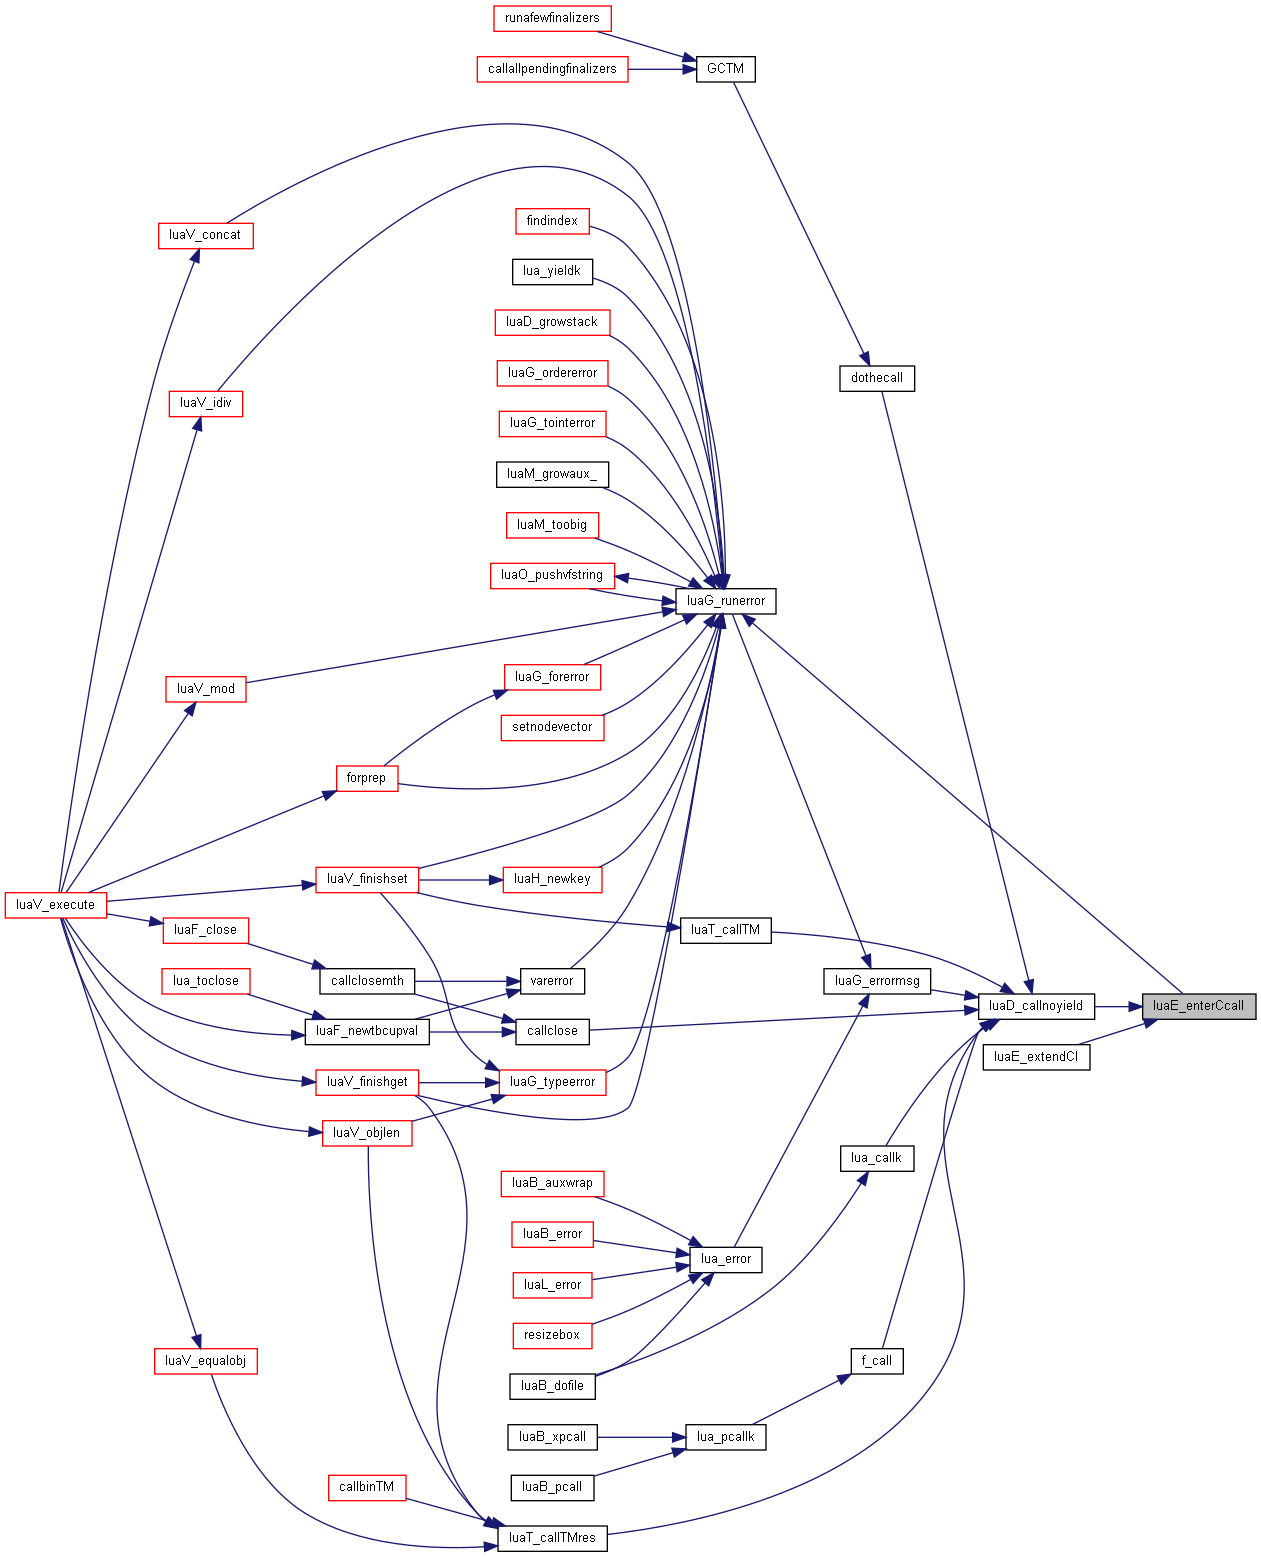 runafewfinalizers
callallpendingfinalizers
GCTM
findindex
luaV_concat
lua_yieldk
luaD_growstack
luaG_ordererror
dothecall
luaV_idiv
luaG_tointerror
luaM_growaux_
luaM_toobig
luaO_pushvfstring
luaG_runerror
luaG_forerror
luaV_mod
setnodevector
forprep
luaV_finishset
luaH_newkey
luaV_execute
luaF_close
luaT_callTM
lua_toclose
callclosemth
varerror
luaG_errormsg
luaD_callnoyield
luaE_enterCcall
luaF_newtbcupval
callclose
luaE_extendCI
luaV_finishget
luaG_typeerror
luaV_objlen
lua_callk
luaB_auxwrap
luaB_error
lua_error
luaL_error
resizebox
luaV_equalobj
f_call
luaB_dofile
luaB_xpcall
lua_pcallk
callbinTM
luaB_pcall
luaT_callTMres